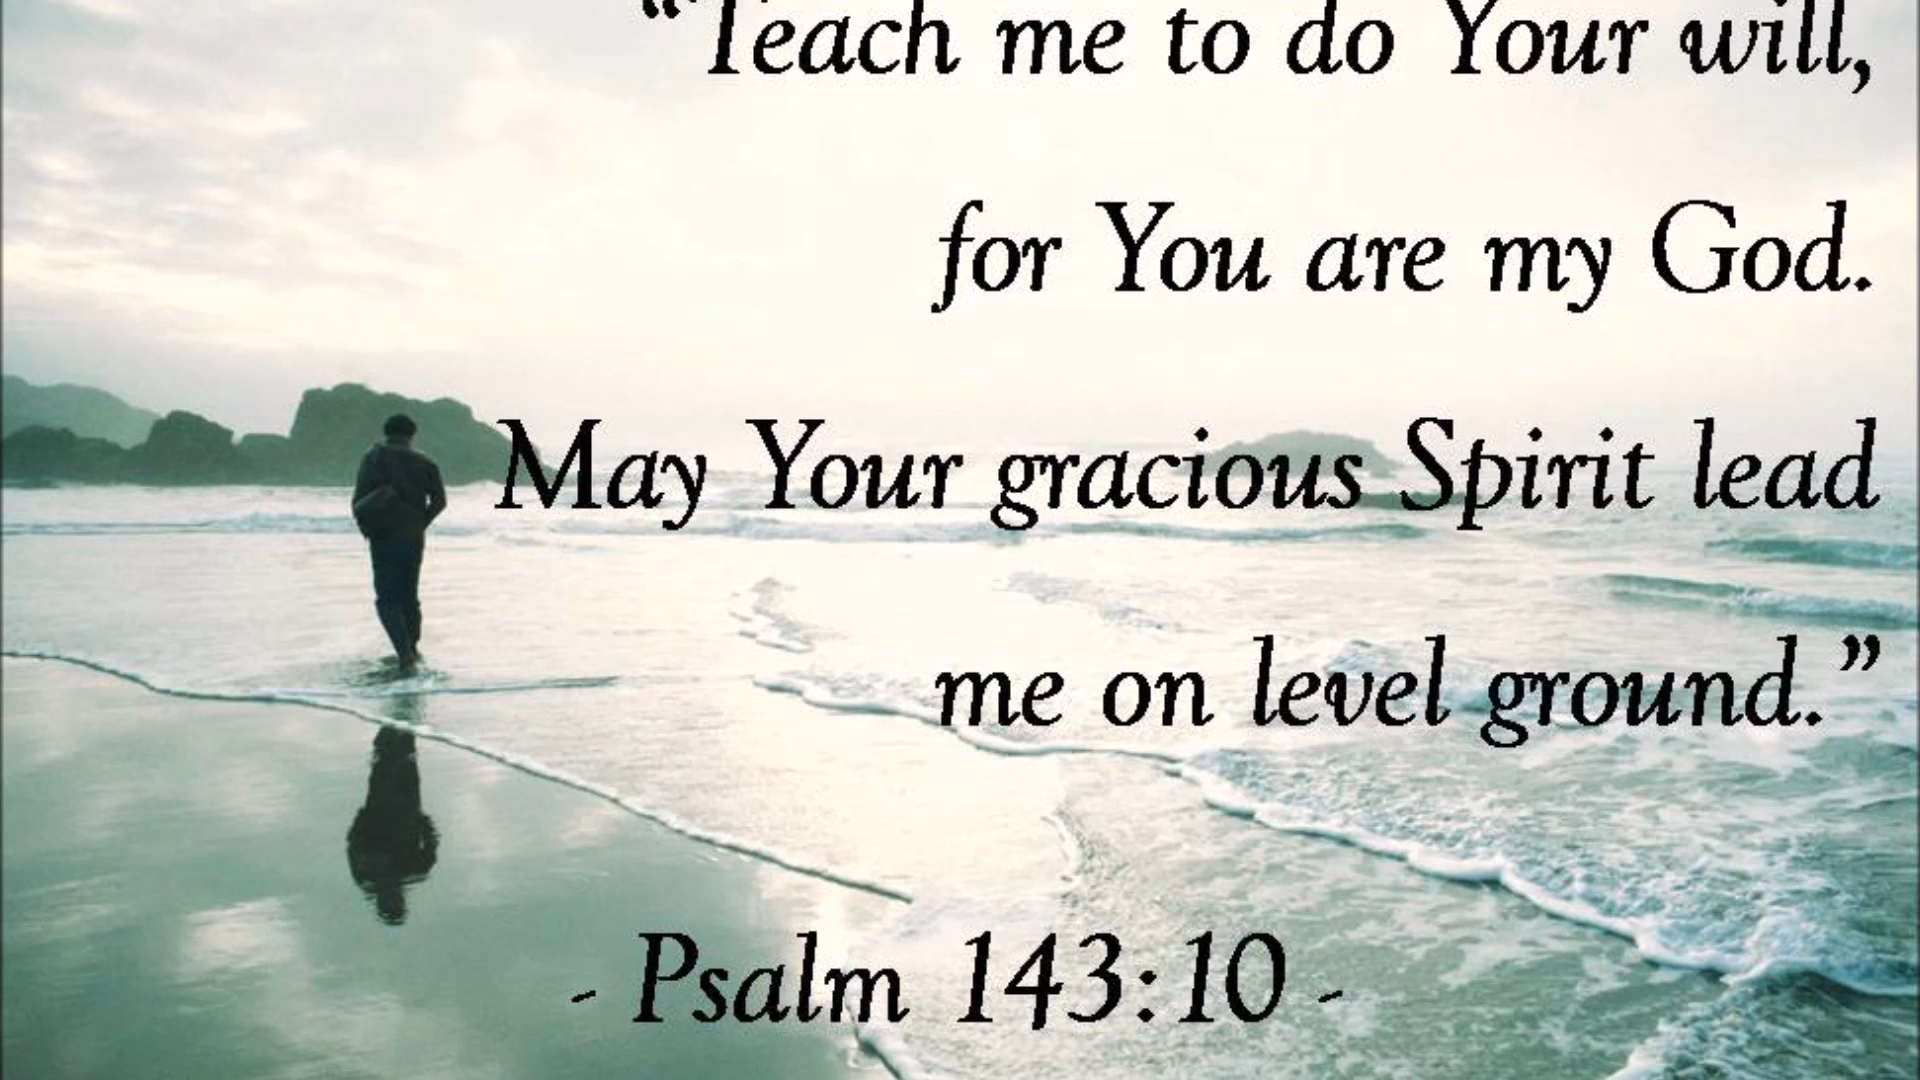 “Teach me to do Your will,
for You are my God.
May Your gracious Spirit lead
me on level ground.”
- Psalm 143:10 -